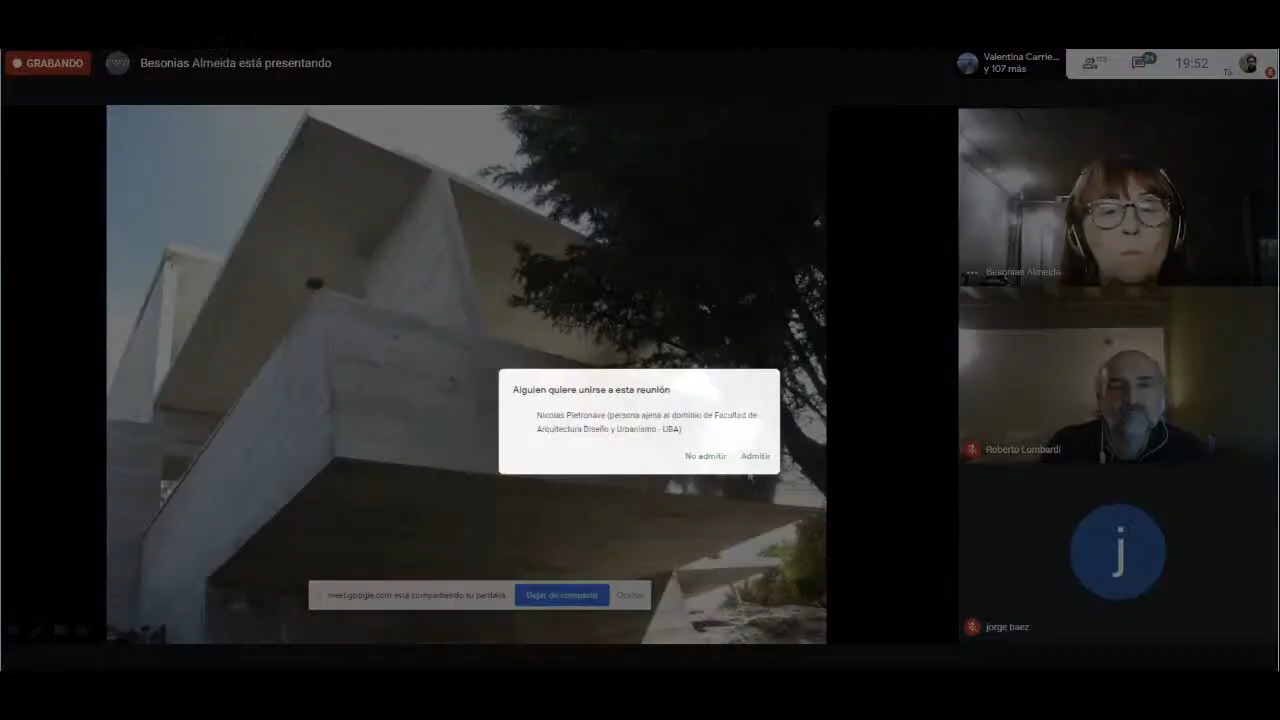 GRABANDO
Besonias Almeida está presentando
Valentina Carrie...
y 107 más
19:52
Tú
Besonias Almeida
Alguien quiere unirse a esta reunión
Nicolas Pietronave (persona ajena al dominio de Facultad de
Arquitectura Diseño y Urbanismo - UBA)
No admitir
Admitir
Roberto Lombardi
meet.google.com está compartiendo tu pantalla.
Dejar de compartir
Ocultar
j
jorge baez